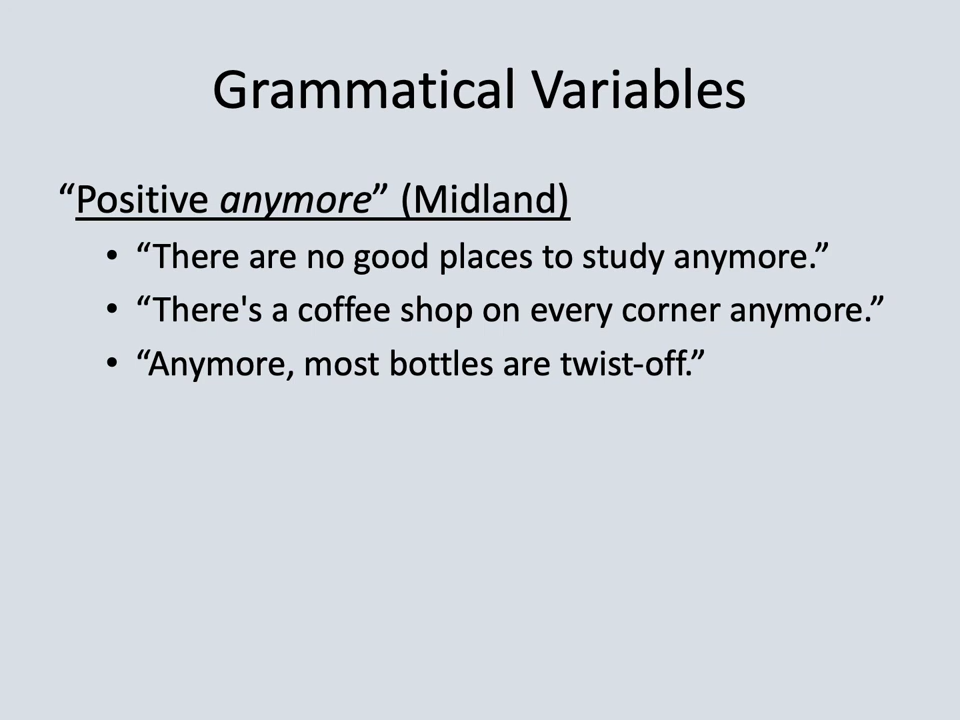 Grammatical Variables
“Positive anymore” (Midland)
• “There are no good places to study anymore.”
• “There's a coffee shop on every corner anymore.”
• “Anymore, most bottles are twist-off.”